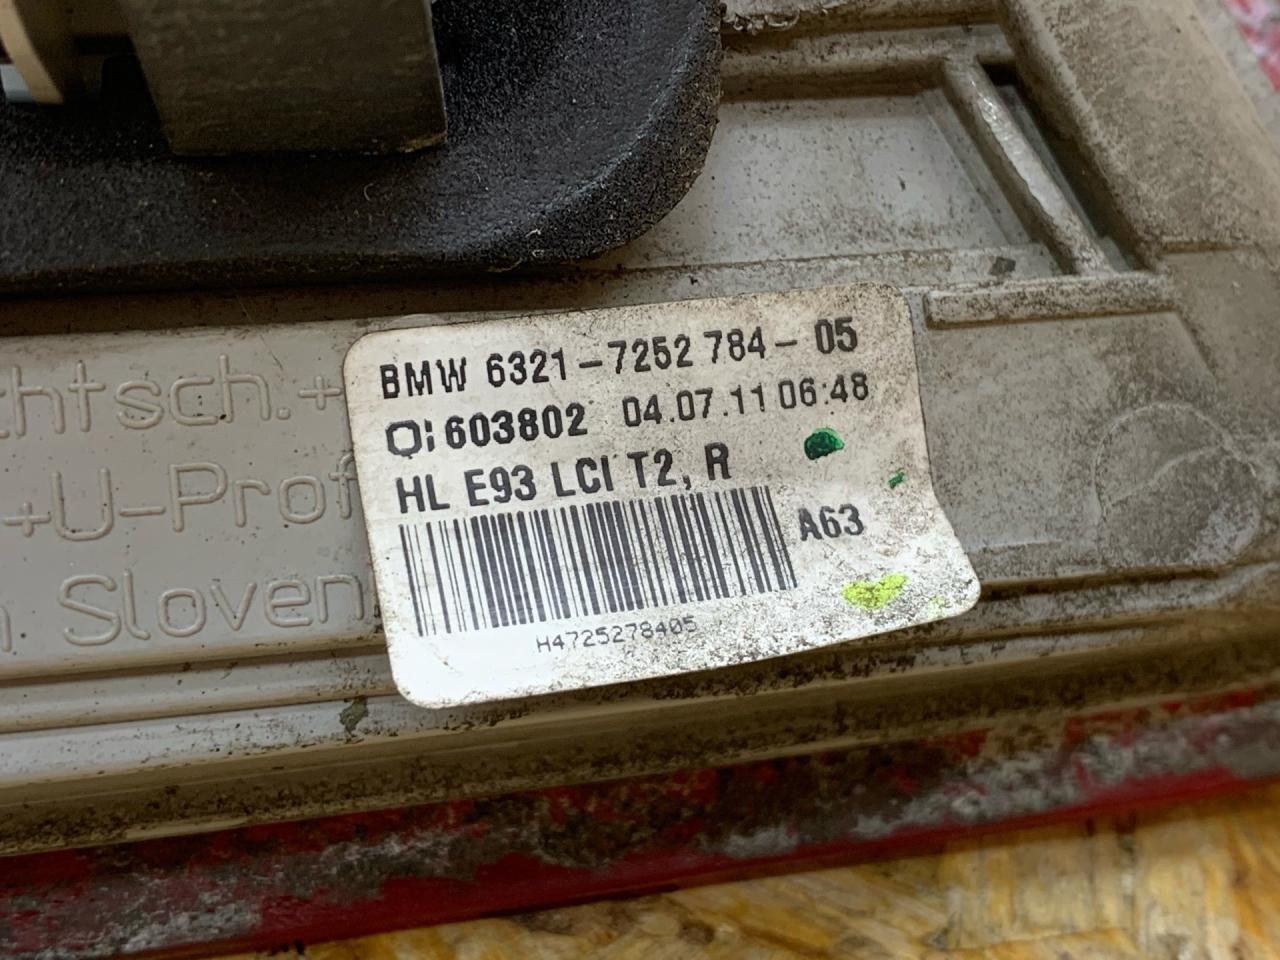 BMW 6321-7252 784-05
603802 04.07.11 06:48
HL E93 LCI T2, R
A63
H4725278405
htsch.+
+U-Prof
Sloven